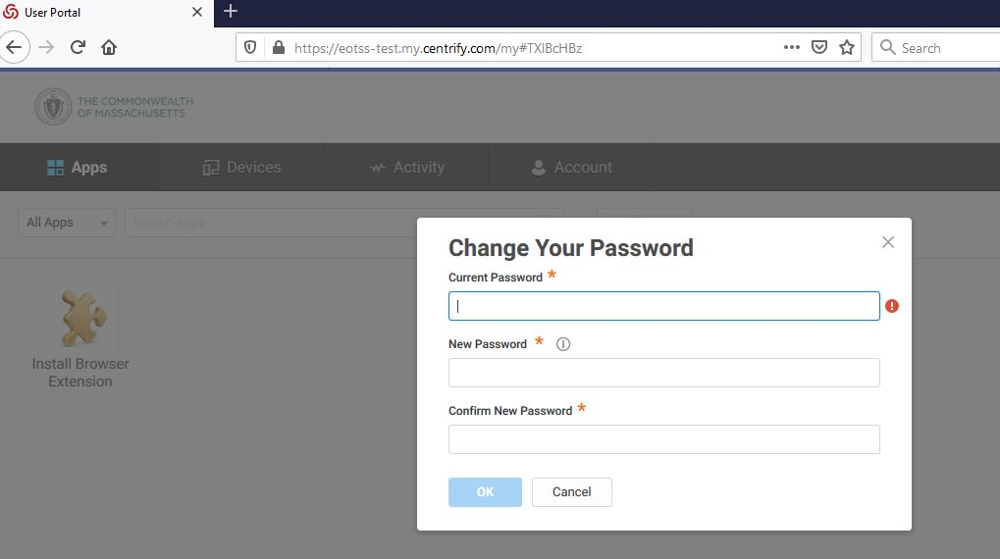 User Portal
https://eotss-test.my.centrify.com/my#TXlBcHBz
Search
THE COMMONWEALTH
OF MASSACHUSETTS
Apps
Devices
Activity
Account
All Apps
Search Apps
Change Your Password
Current Password *
New Password *
Confirm New Password *
OK
Cancel
Install Browser
Extension